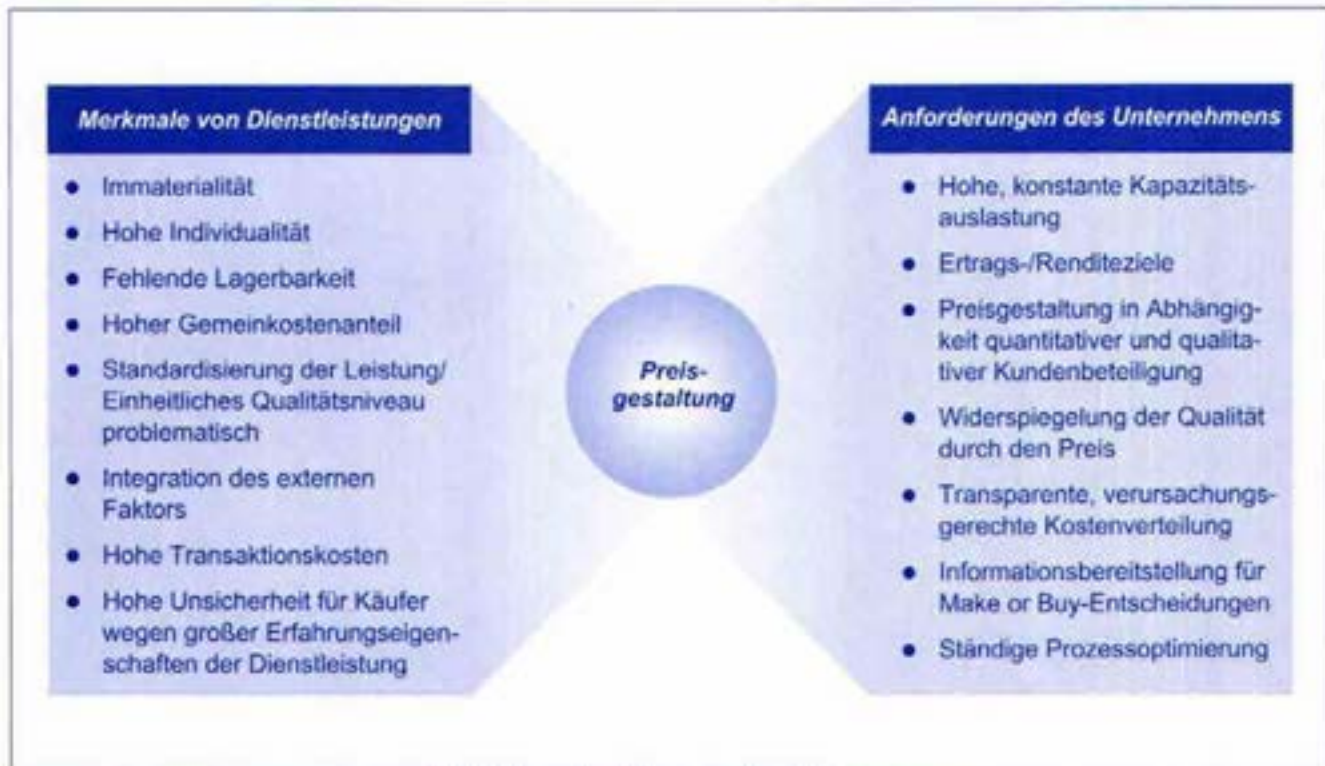 Merkmale von Dienstleistungen
● Immaterialität
● Hohe Individualität
● Fehlende Lagerbarkeit
● Hoher Gemeinkostenanteil
● Standardisierung der Leistung/
Einheitliches Qualitätsniveau
problematisch
● Integration des externen
Faktors
● Hohe Transaktionskosten
● Hohe Unsicherheit für Käufer
wegen großer Erfahrungseigen-
schaften der Dienstleistung
Preis-
gestaltung
Anforderungen des Unternehmens
● Hohe, konstante Kapazitäts-
auslastung
● Ertrags-/Renditeziele
● Preisgestaltung in Abhängig-
keit quantitativer und qualita-
tiver Kundenbeteiligung
● Widerspiegelung der Qualität
durch den Preis
● Transparente, verursachungs-
gerechte Kostenverteilung
● Informationsbereitstellung für
Make or Buy-Entscheidungen
● Ständige Prozessoptimierung